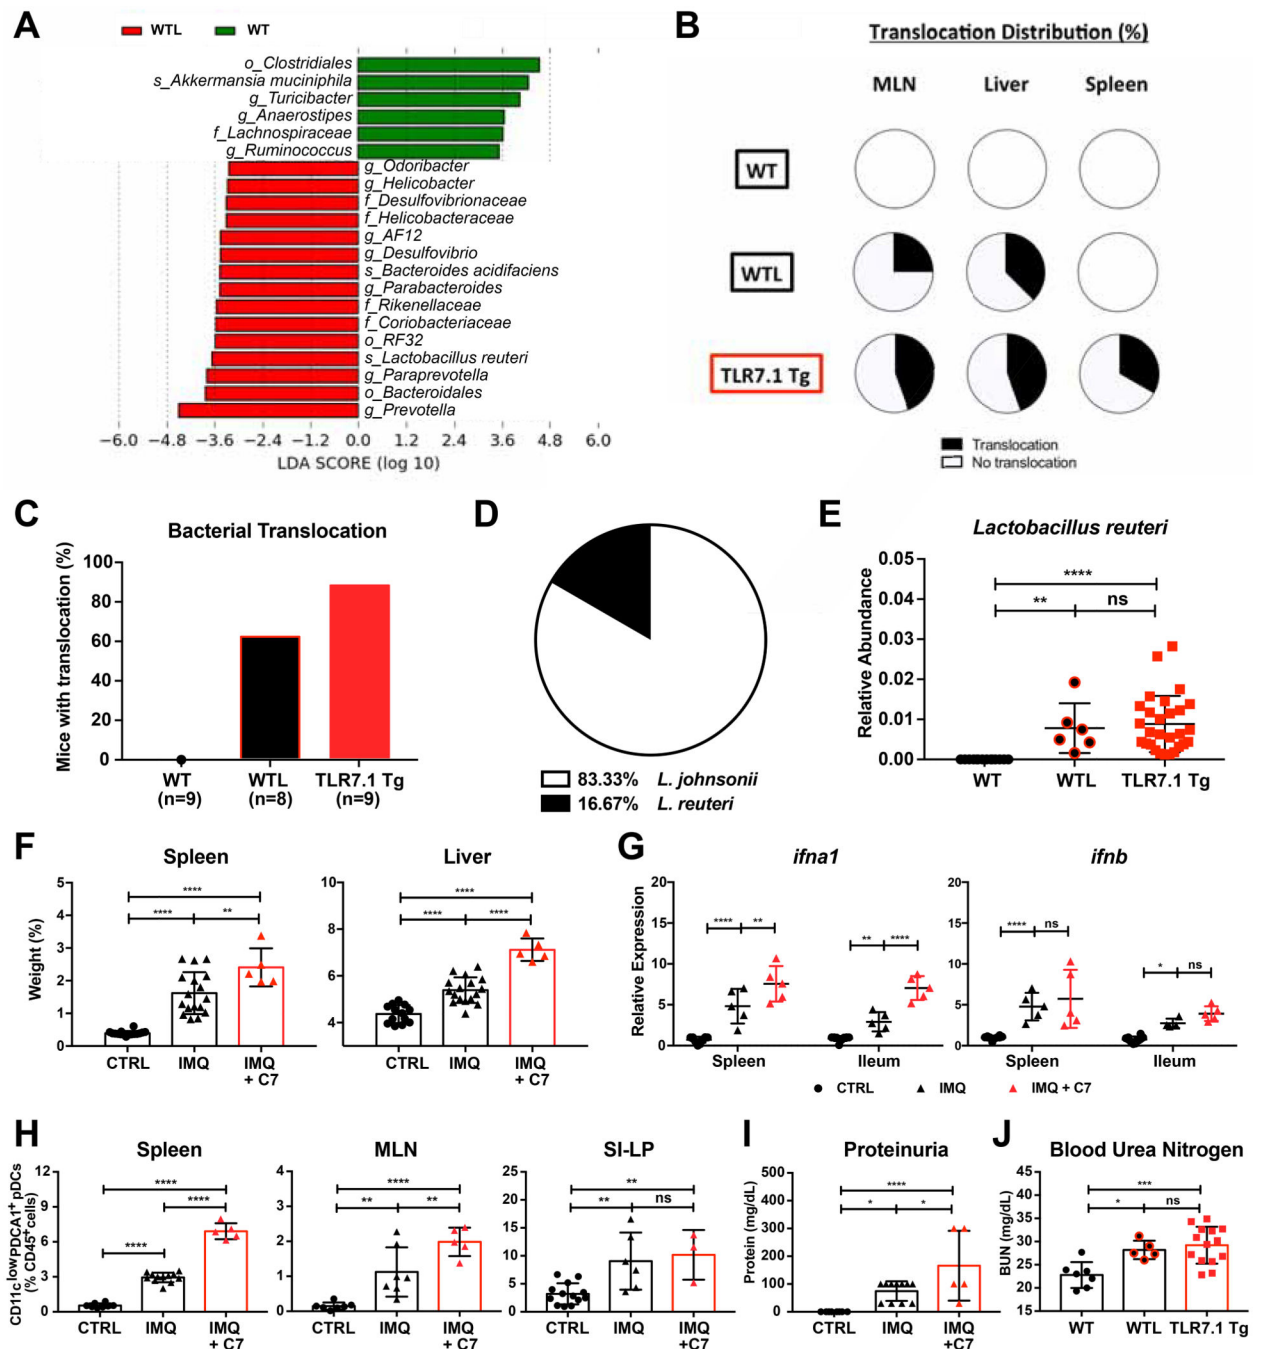 A
WTL
WT
o_Clostridiales
s_Akkermansia muciniphila
g_Turicibacter
g_Anaerostipes
f_Lachnospiraceae
g_Ruminococcus
g_Odoribacter
g_Helicobacter
f_Desulfovibrionaceae
f_Helicobacteraceae
g_AF12
g_Desulfovibrio
s_Bacteroides acidifaciens
g_Parabacteroides
f_Rikenellaceae
f_Coriobacteriaceae
o_RF32
s_Lactobacillus reuteri
g_Paraprevotella
o_Bacteroidales
g_Prevotella
−6.0 −4.8 −3.6 −2.4 −1.2 0.0 1.2 2.4 3.6 4.8 6.0
LDA SCORE (log 10)
B
Translocation Distribution (%)
MLN Liver Spleen
WT
WTL
TLR7.1 Tg
Translocation
No translocation
C
Bacterial Translocation
Mice with translocation (%)
100
80
60
40
20
0
WT WTL TLR7.1 Tg
(n=9) (n=8) (n=9)
D
83.33% L. johnsonii
16.67% L. reuteri
E
Lactobacillus reuteri
Relative Abundance
0.05
0.04
0.03
0.02
0.01
0.00
****
** ns
WT WTL TLR7.1 Tg
F
Spleen
Weight (%)
5
4
3
2
1
0
****
**** **
CTRL IMQ IMQ
+ C7
Liver
10
8
6
4
****
**** ****
CTRL IMQ IMQ
+ C7
G
ifna1
Relative Expression
20
15
10
5
0
**** **
** ****
Spleen Ileum
ifnb
20
15
10
5
0
**** ns
* ns
Spleen Ileum
CTRL IMQ IMQ + C7
H
Spleen
CD11c^low/PDCA1+ pDCs
(% CD45+ cells)
12
9
6
3
0
****
****
****
CTRL IMQ IMQ
+ C7
MLN
4
3
2
1
0
****
** **
CTRL IMQ IMQ
+C7
SI-LP
25
20
15
10
5
0
**
** ns
CTRL IMQ IMQ
+C7
I
Proteinuria
Protein (mg/dL)
500
400
300
200
100
0
****
* *
CTRL IMQ IMQ
+C7
J
Blood Urea Nitrogen
BUN (mg/dL)
45
40
35
30
25
20
15
***
* ns
WT WTL TLR7.1 Tg